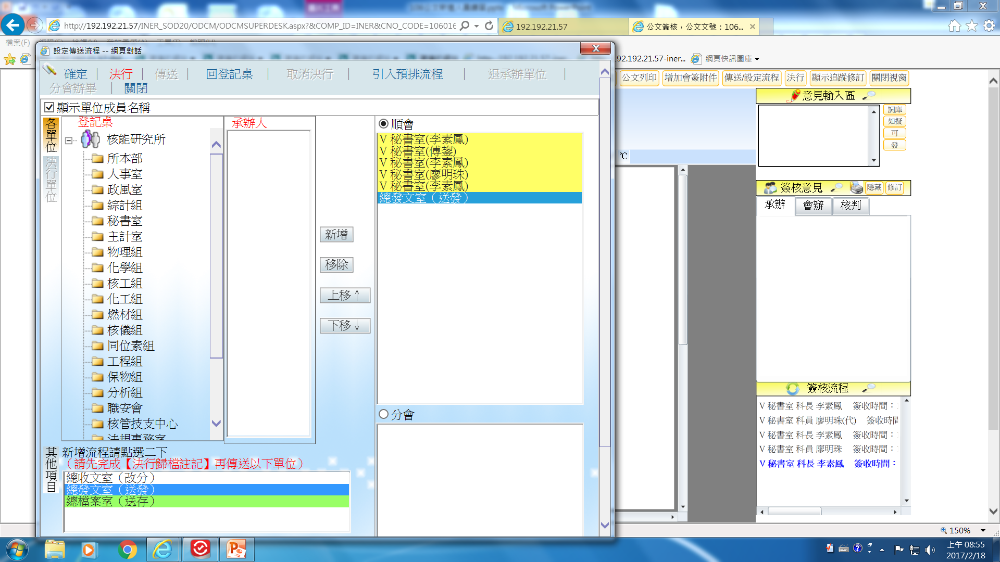 http://192.192.21.57/INER_SOD20/ODCM/ODCMSUPERDESK.aspx?&COMP_ID=INER&CNO_CODE=106016
192.192.21.57
公文簽核，公文文號：106...
檔案(F)
設定傳送流程 -- 網頁對話
92.192.21.57-iner...
網頁快訊圖庫
確定
決行
傳送
回登記桌
取消決行
引入預排流程
退承辦單位
分會辦畢
關閉
公文列印
增加會簽附件
傳送/設定流程
決行
顯示追蹤修訂
關閉視窗
顯示單位成員名稱
各單位
決行單位
登記桌
核能研究所
所本部
人事室
政風室
綜計組
秘書室
主計室
物理組
化學組
核工組
化工組
燃材組
核儀組
同位素組
工程組
保物組
分析組
職安會
核管技支中心
法規事務室
承辦人
新增
移除
上移↑
下移↓
順會
V 秘書室(李素鳳)
V 秘書室(傅鋆)
V 秘書室(李素鳳)
V 秘書室(廖明珠)
V 秘書室(李素鳳)
總發文室（送發）
分會
其他項目
新增流程請點選二下
（請先完成【決行歸檔註記】再傳送以下單位）
總收文室（改分）
總發文室（送發）
總檔案室（送存）
℃
意見輸入區
詞庫
如擬
可
發
簽核意見
隱藏
修訂
承辦
會辦
核判
簽核流程
V 秘書室 科長 李素鳳 簽收時間：
V 秘書室 科員 廖明珠(代) 簽收時間
V 秘書室 科長 李素鳳 簽收時間：
V 秘書室 科員 廖明珠 簽收時間：
V 秘書室 科長 李素鳳 簽收時間：
150%
上午 08:55
2017/2/18